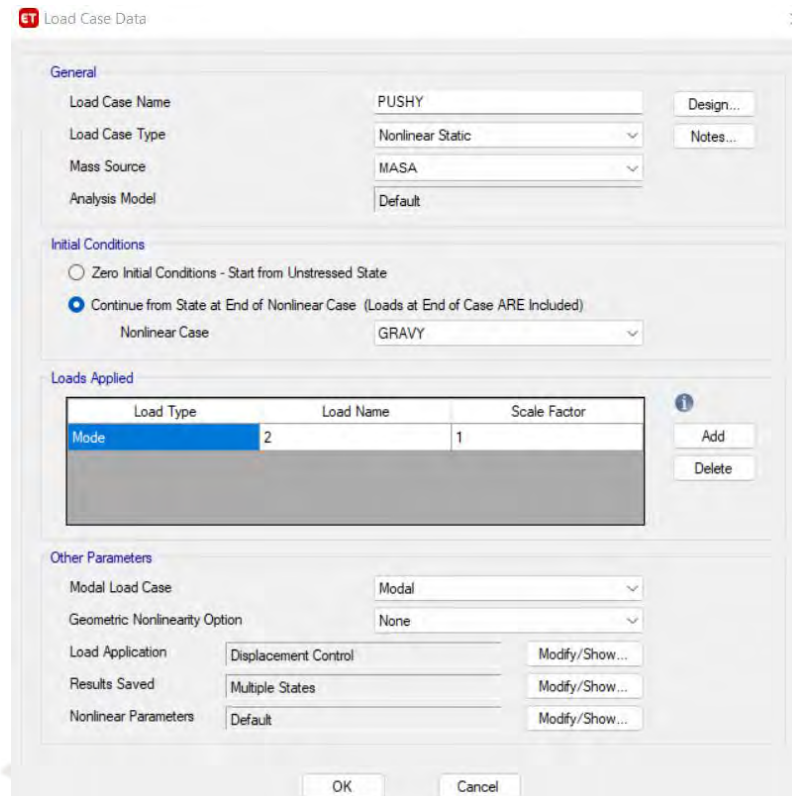 ET Load Case Data
General
Load Case Name PUSHY Design...
Load Case Type Nonlinear Static Notes...
Mass Source MASA
Analysis Model Default
Initial Conditions
Zero Initial Conditions - Start from Unstressed State
Continue from State at End of Nonlinear Case (Loads at End of Case ARE Included)
Nonlinear Case GRAVY
Loads Applied
Load Type Load Name Scale Factor
Mode 2 1 Add
Delete
Other Parameters
Modal Load Case Modal
Geometric Nonlinearity Option None
Load Application Displacement Control Modify/Show...
Results Saved Multiple States Modify/Show...
Nonlinear Parameters Default Modify/Show...
OK Cancel